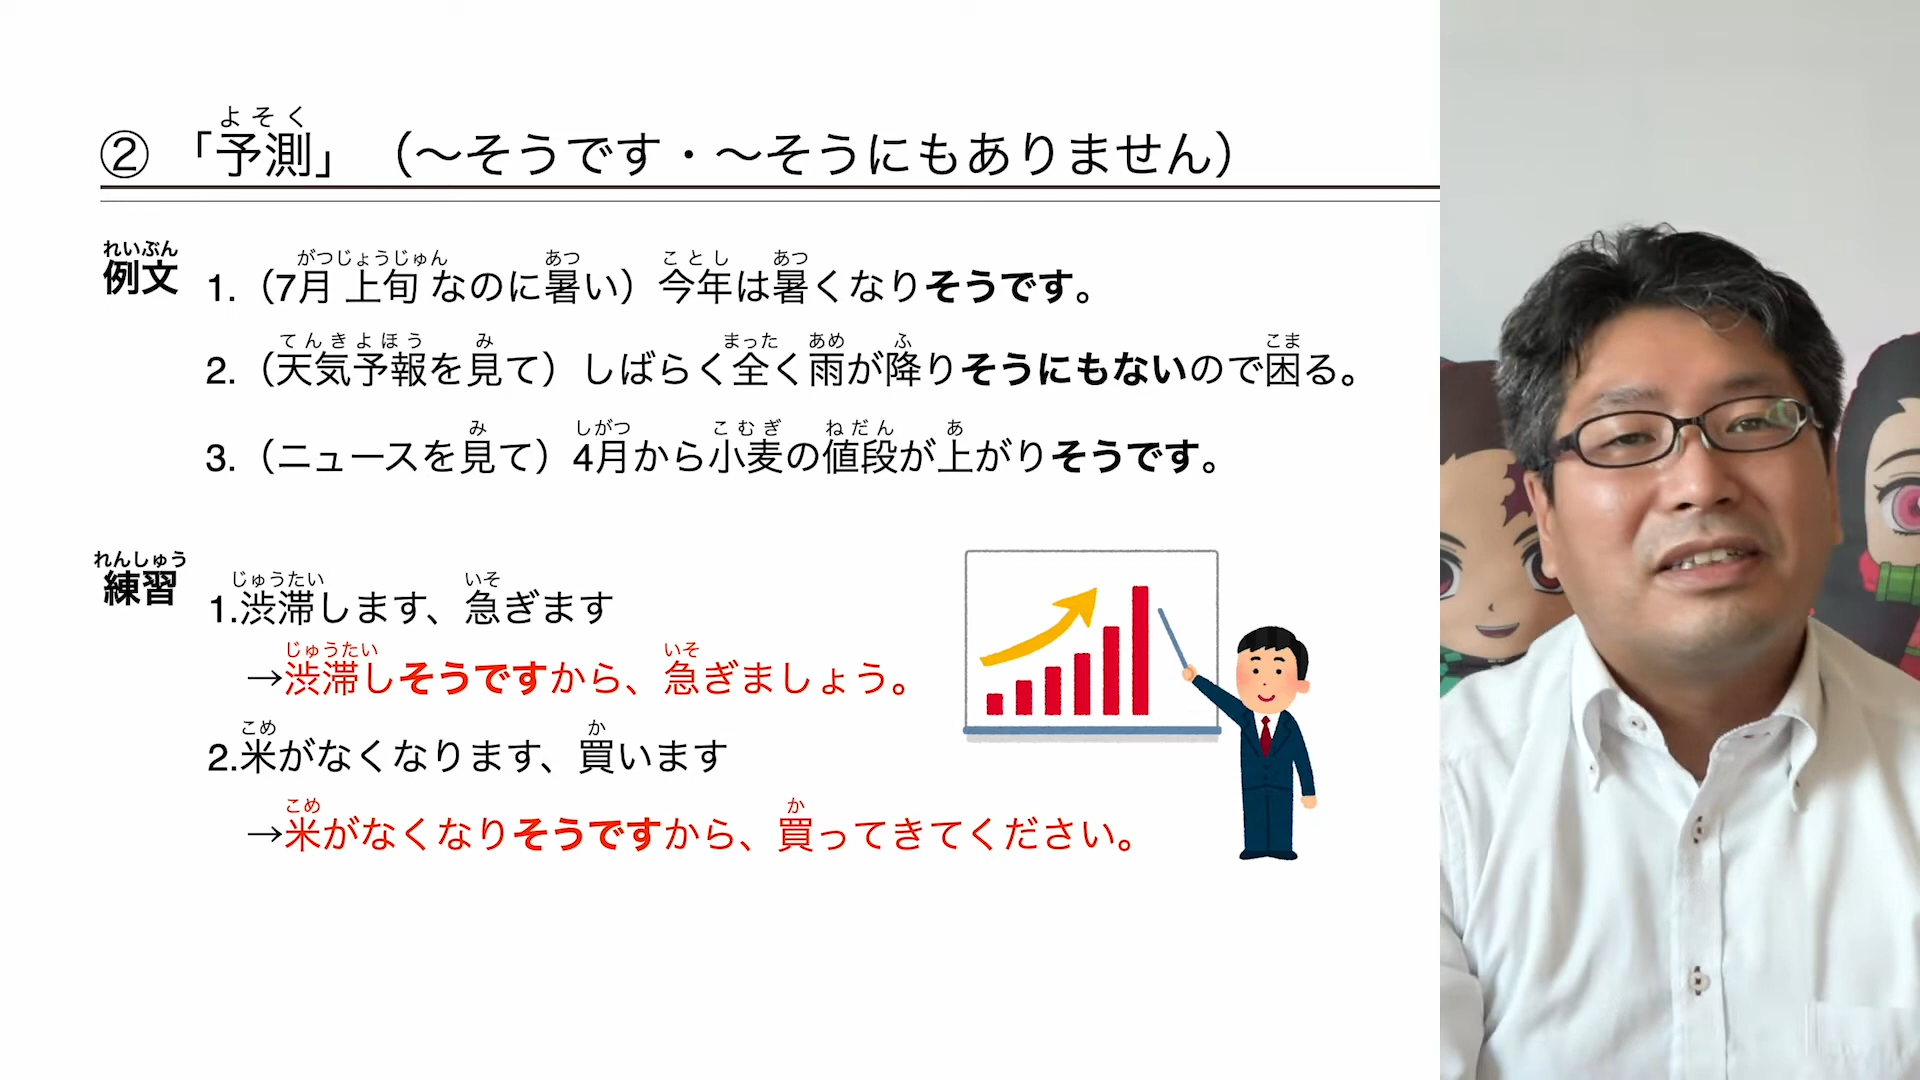 よそく
② 「予測」（〜そうです・〜そうにもありません）
れいぶん
例文
がつじょうじゅん あつ ことし あつ
1.（7月 上旬 なのに暑い）今年は暑くなりそうです。
てんきよほう み まった あめ ふ こま
2.（天気予報を見て）しばらく全く雨が降りそうにもないので困る。
み しがつ こむぎ ねだん あ
3.（ニュースを見て）4月から小麦の値段が上がりそうです。
れんしゅう
練習
じゅうたい いそ
1.渋滞します、急ぎます
じゅうたい いそ
→渋滞しそうですから、急ぎましょう。
こめ か
2.米がなくなります、買います
こめ か
→米がなくなりそうですから、買ってきてください。